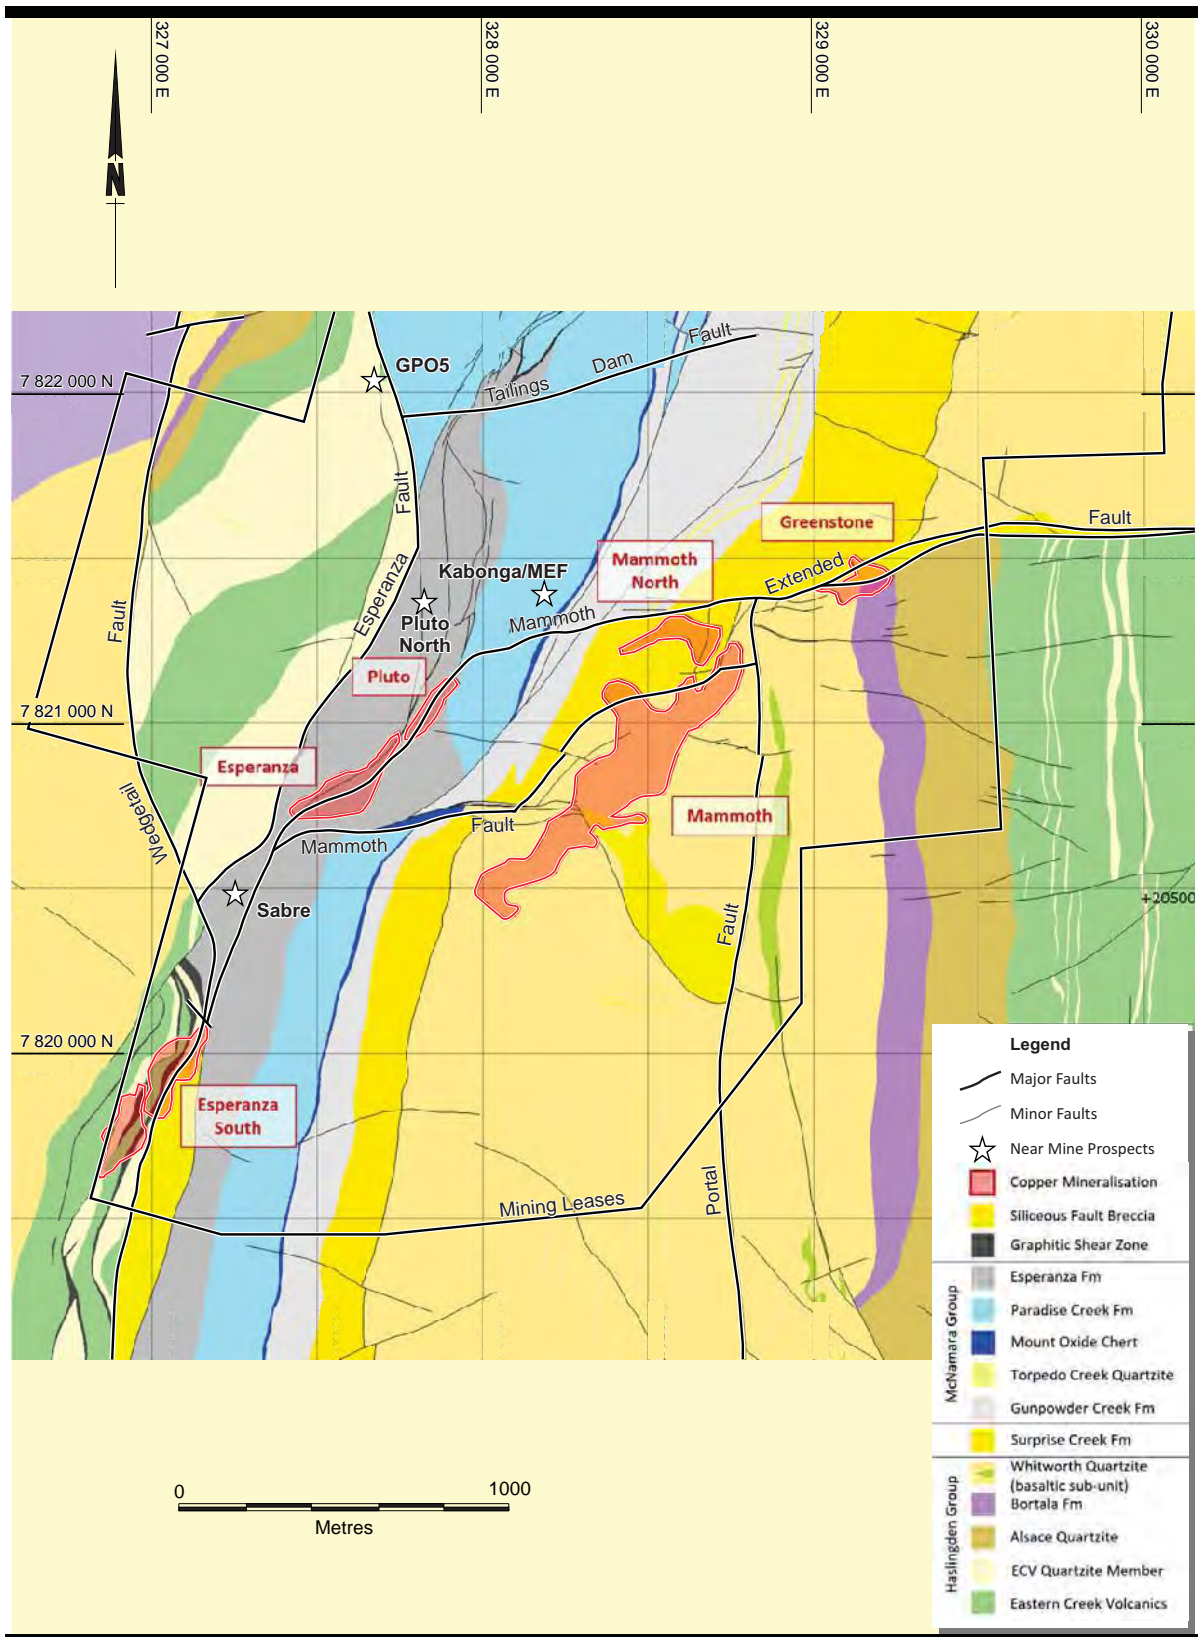 327 000 E
328 000 E
329 000 E
330 000 E
N
Fault
Dam
Tailings
GPO5
7 822 000 N
Fault
Greenstone
Fault
Mammoth
North
Extended
Kabonga/MEF
Esperanza
Fault
Mammoth
Pluto
North
Pluto
7 821 000 N
Esperanza
Wedgetail
Mammoth
Fault
Mammoth
Sabre
Fault
+20500
7 820 000 N
Esperanza
South
Portal
Mining Leases
Legend
Major Faults
Minor Faults
Near Mine Prospects
Copper Mineralisation
Siliceous Fault Breccia
Graphitic Shear Zone
McNamara Group
Esperanza Fm
Paradise Creek Fm
Mount Oxide Chert
Torpedo Creek Quartzite
Gunpowder Creek Fm
Surprise Creek Fm
Haslingden Group
Whitworth Quartzite
(basaltic sub-unit)
Bortala Fm
Alsace Quartzite
ECV Quartzite Member
Eastern Creek Volcanics
0
1000
Metres